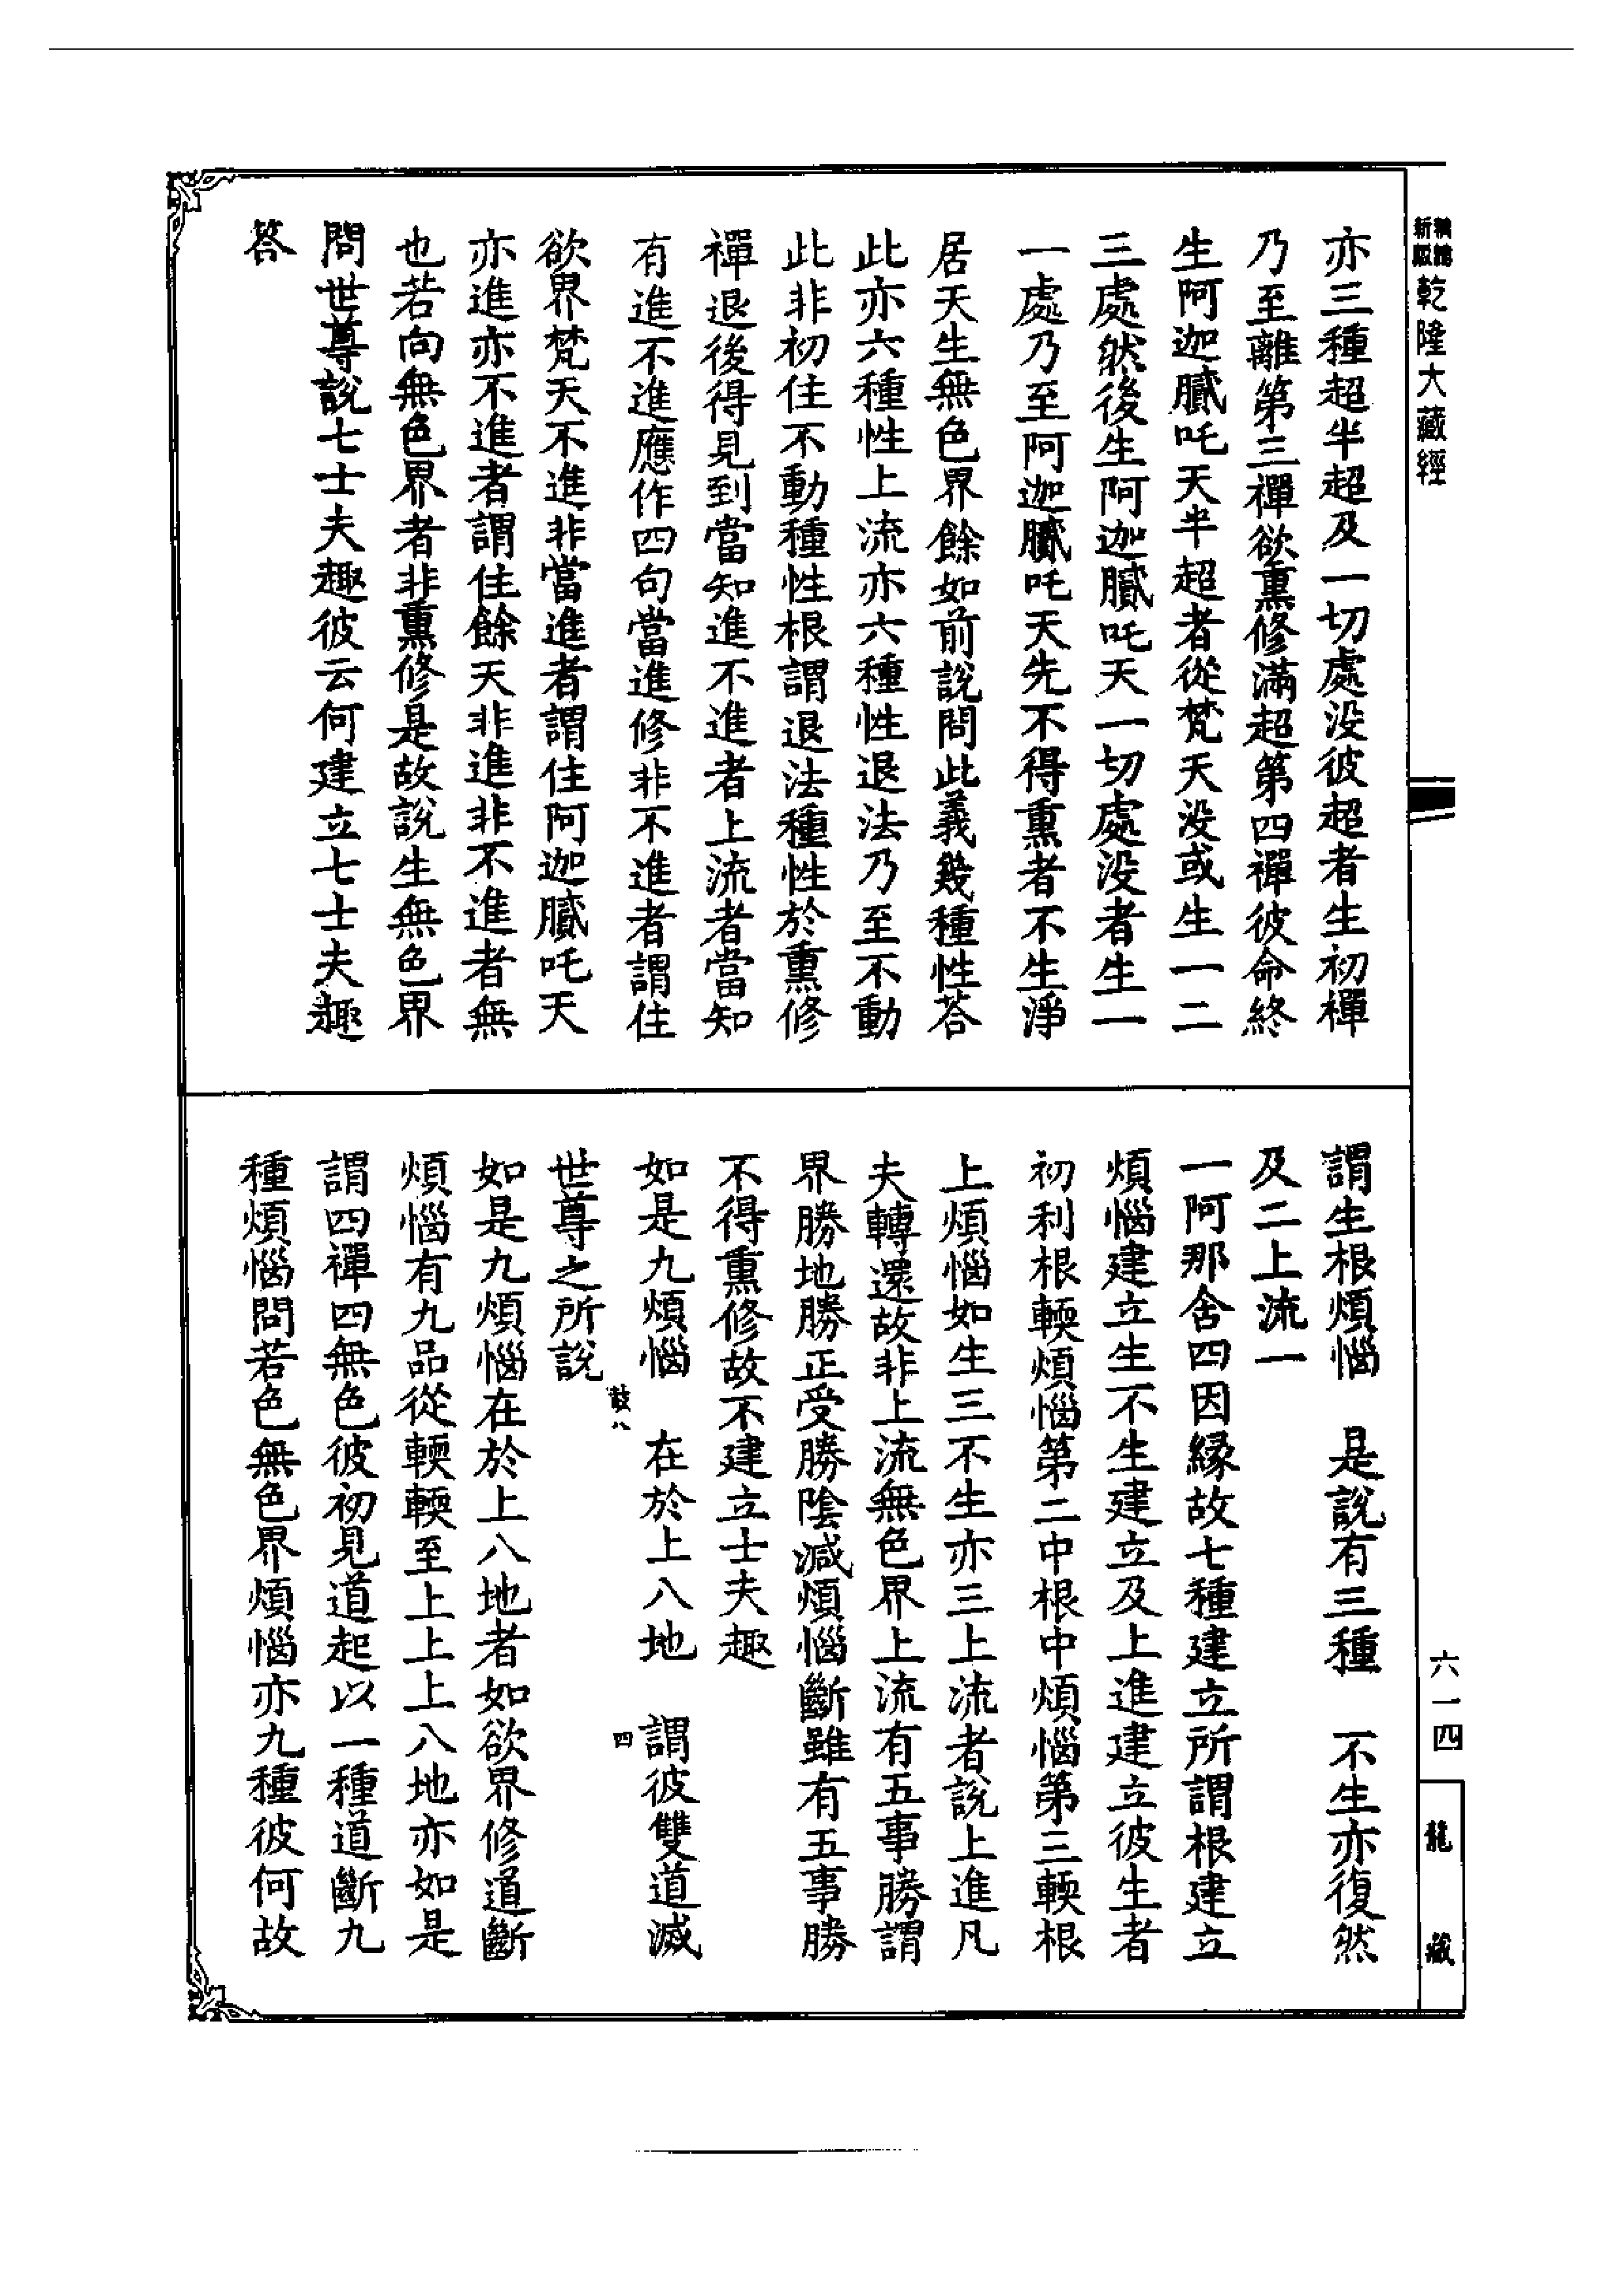 新版
精裝
乾隆大藏經
亦三種超半超及一切處没彼超者生初禪
乃至離第三禪欲熏修滿超第四禪彼命終
生阿迦膩吒天半超者從梵天没或生一二
三處然後生阿迦膩吒天一切處没者生一
一處乃至阿迦膩吒天先不得熏者不生淨
居天生無色界餘如前說問此義幾種性荅
此亦六種性上流亦六種性退法乃至不動
此非初住不動種性根謂退法種性於熏修
禪退後得見到當知進不進者上流者當知
有進不進應作四句當進修非不進者謂住
欲界梵天不進非當進者謂住阿迦膩吒天
亦進亦不進者謂住餘天非進非不進者無
也若向無色界者非熏修是故說生無色界
問世尊說七士夫趣彼云何建立七士夫趣
答
謂生根煩惱　是說有三種　不生亦復然
及二上流一
一阿那含四因縁故七種建立所謂根建立
煩惱建立生不生建立及上進建立彼生者
初利根輭煩惱第二中根中煩惱第三輭根
上煩惱如生三不生亦三上流者說上進凡
夫轉還故非上流無色界上流有五事勝謂
界勝地勝正受勝陰滅煩惱斷雖有五事勝
不得熏修故不建立士夫趣
如是九煩惱　在於上八地　謂彼雙道滅
世尊之所說
鼓八
四
如是九煩惱在於上八地者如欲界修道斷
煩惱有九品從輭輭至上上上八地亦如是
謂四禪四無色彼初見道起以一種道斷九
種煩惱問若色無色界煩惱亦九種彼何故
六一四
龍藏